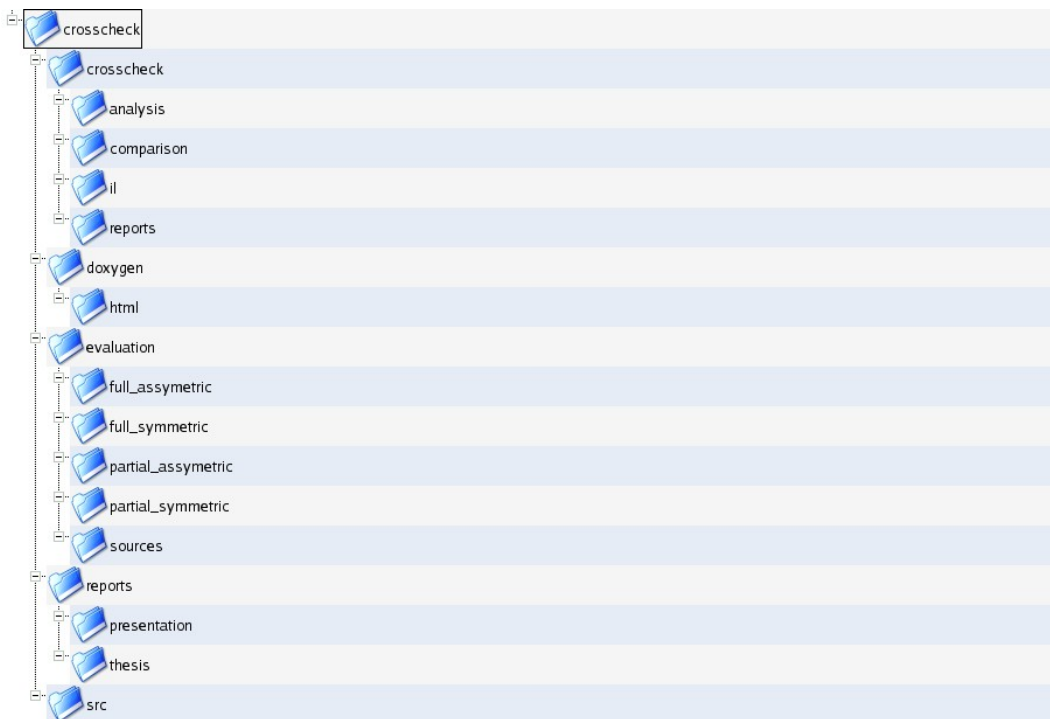 crosscheck
crosscheck
analysis
comparison
il
reports
doxygen
html
evaluation
full_assymetric
full_symmetric
partial_assymetric
partial_symmetric
sources
reports
presentation
thesis
src